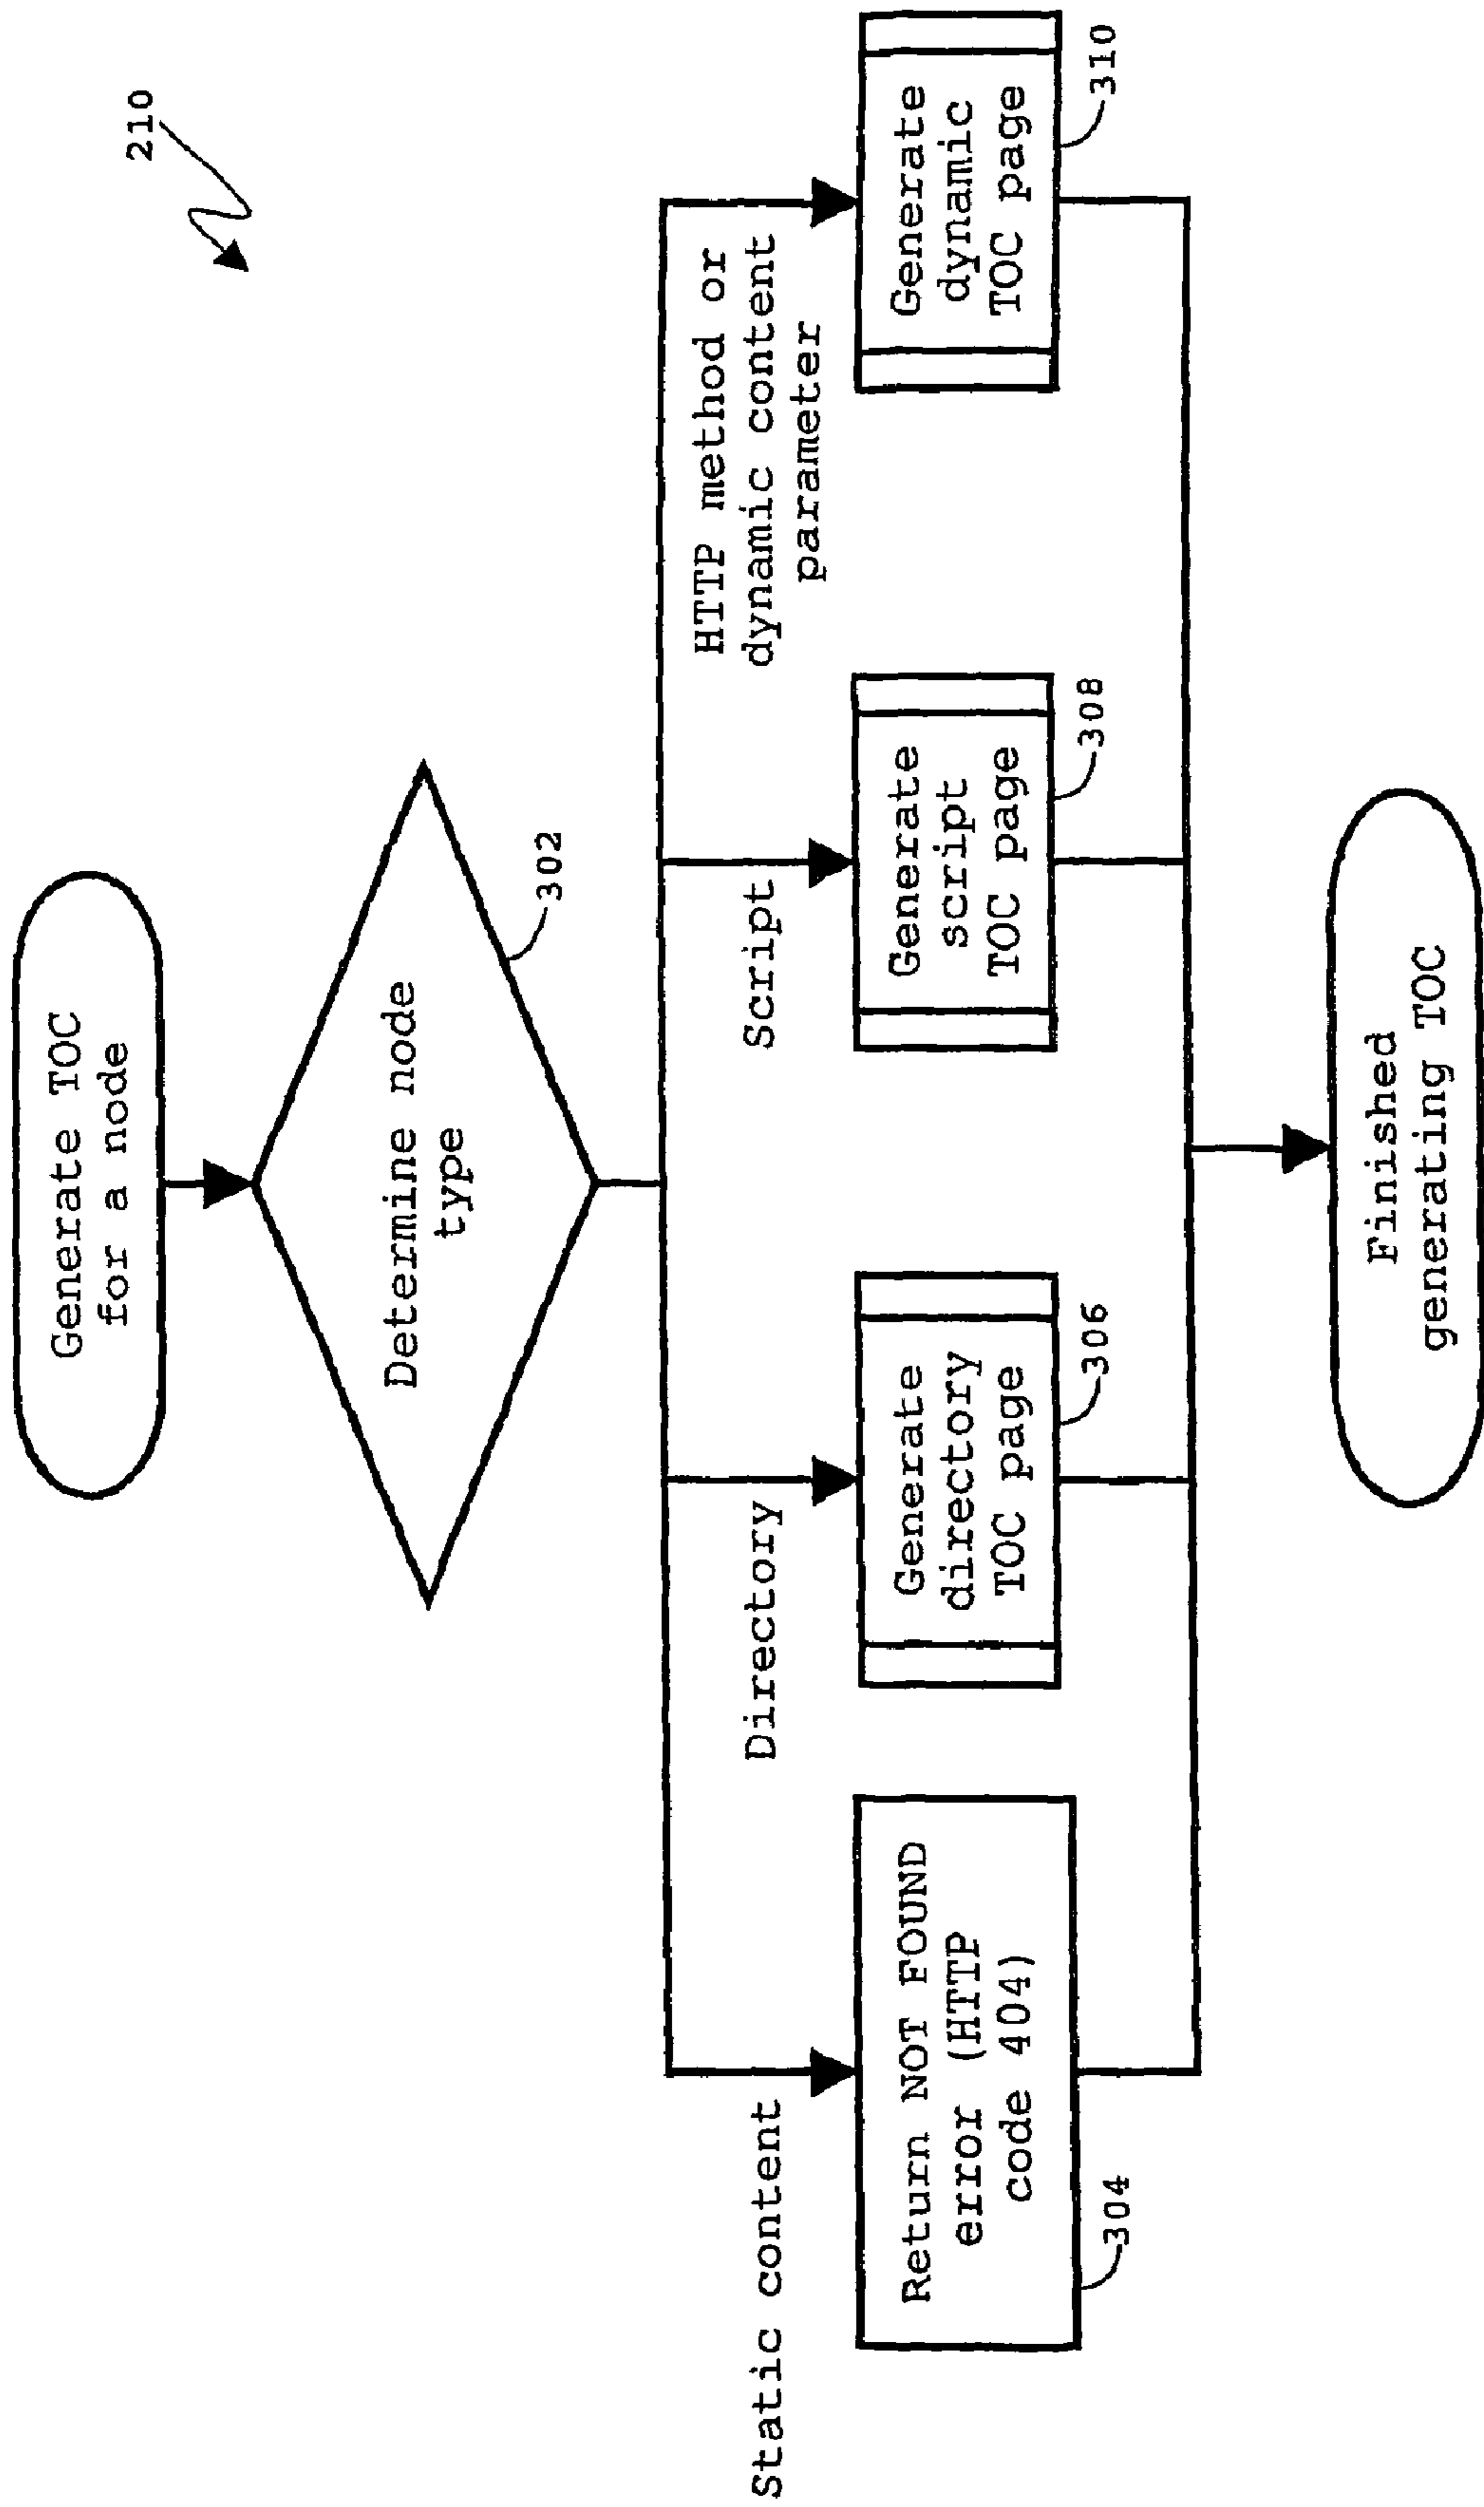 210
Generate TOC
for a node
Determine node
type
302
Static content
Directory
Script
HTTP method or
dynamic content
parameter
Return NOT FOUND
error (HTTP
code 404)
304
Generate
directory
TOC page
306
Generate
script
TOC page
308
Generate
dynamic
TOC page
310
Finished
generating TOC